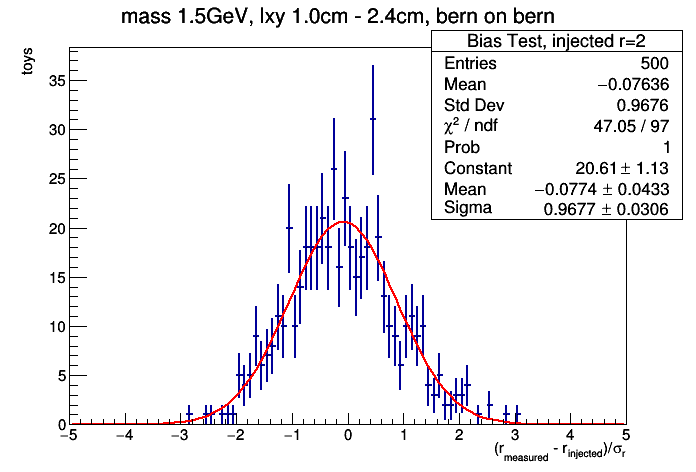 mass 1.5GeV, lxy 1.0cm - 2.4cm, bern on bern
Bias Test, injected r=2
Entries 500
Mean −0.07636
Std Dev 0.9676
χ² / ndf 47.05 / 97
Prob 1
Constant 20.61 ± 1.13
Mean −0.0774 ± 0.0433
Sigma 0.9677 ± 0.0306
toys
35
30
25
20
15
10
5
0
−5 −4 −3 −2 −1 0 1 2 3 4 5
(r_measured - r_injected)/σ_r